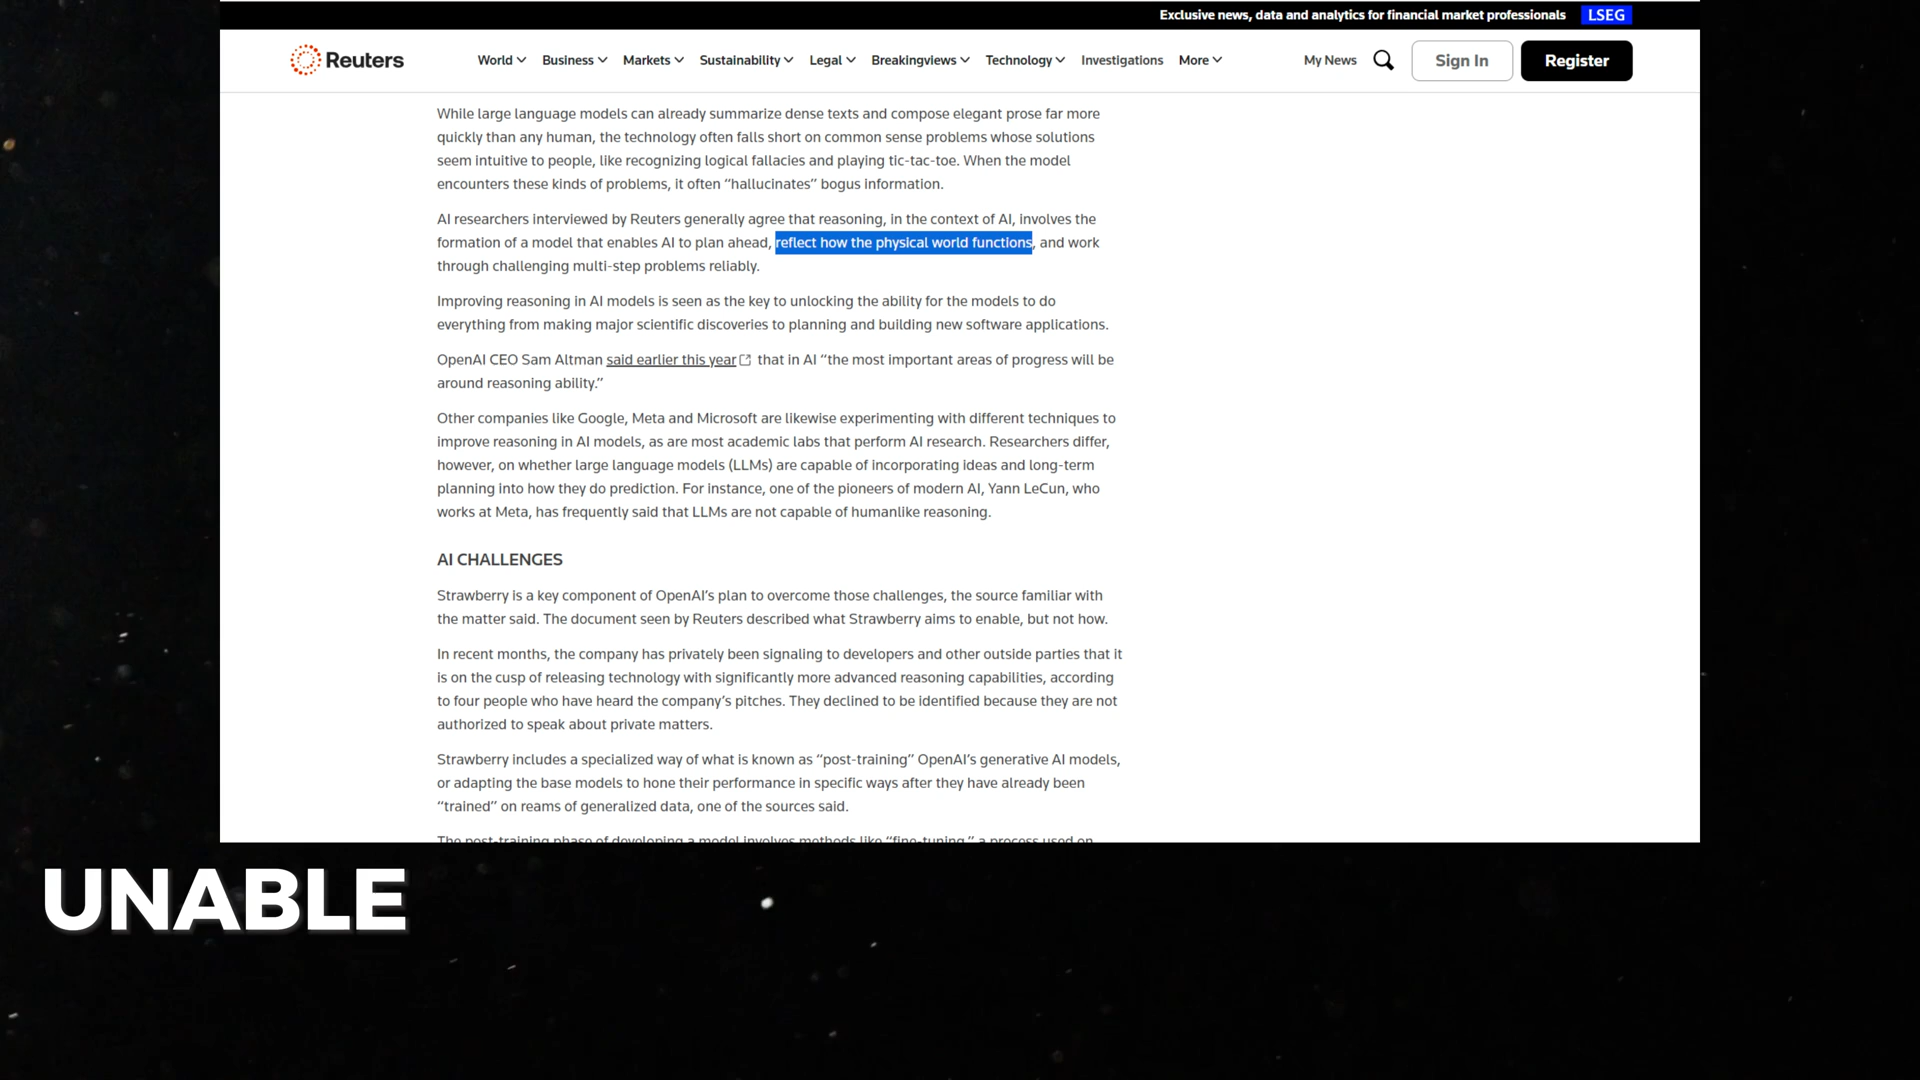 Exclusive news, data and analytics for financial market professionals LSEG
Reuters World Business Markets Sustainability Legal Breakingviews Technology Investigations More My News Sign In Register
While large language models can already summarize dense texts and compose elegant prose far more
quickly than any human, the technology often falls short on common sense problems whose solutions
seem intuitive to people, like recognizing logical fallacies and playing tic-tac-toe. When the model
encounters these kinds of problems, it often “hallucinates” bogus information.
AI researchers interviewed by Reuters generally agree that reasoning, in the context of AI, involves the
formation of a model that enables AI to plan ahead, reflect how the physical world functions, and work
through challenging multi-step problems reliably.
Improving reasoning in AI models is seen as the key to unlocking the ability for the models to do
everything from making major scientific discoveries to planning and building new software applications.
OpenAI CEO Sam Altman said earlier this year that in AI “the most important areas of progress will be
around reasoning ability.”
Other companies like Google, Meta and Microsoft are likewise experimenting with different techniques to
improve reasoning in AI models, as are most academic labs that perform AI research. Researchers differ,
however, on whether large language models (LLMs) are capable of incorporating ideas and long-term
planning into how they do prediction. For instance, one of the pioneers of modern AI, Yann LeCun, who
works at Meta, has frequently said that LLMs are not capable of humanlike reasoning.
AI CHALLENGES
Strawberry is a key component of OpenAI’s plan to overcome those challenges, the source familiar with
the matter said. The document seen by Reuters described what Strawberry aims to enable, but not how.
In recent months, the company has privately been signaling to developers and other outside parties that it
is on the cusp of releasing technology with significantly more advanced reasoning capabilities, according
to four people who have heard the company’s pitches. They declined to be identified because they are not
authorized to speak about private matters.
Strawberry includes a specialized way of what is known as “post-training” OpenAI’s generative AI models,
or adapting the base models to hone their performance in specific ways after they have already been
“trained” on reams of generalized data, one of the sources said.
The post-training phase of developing a model involves methods like “fine-tuning,” a process used on
UNABLE